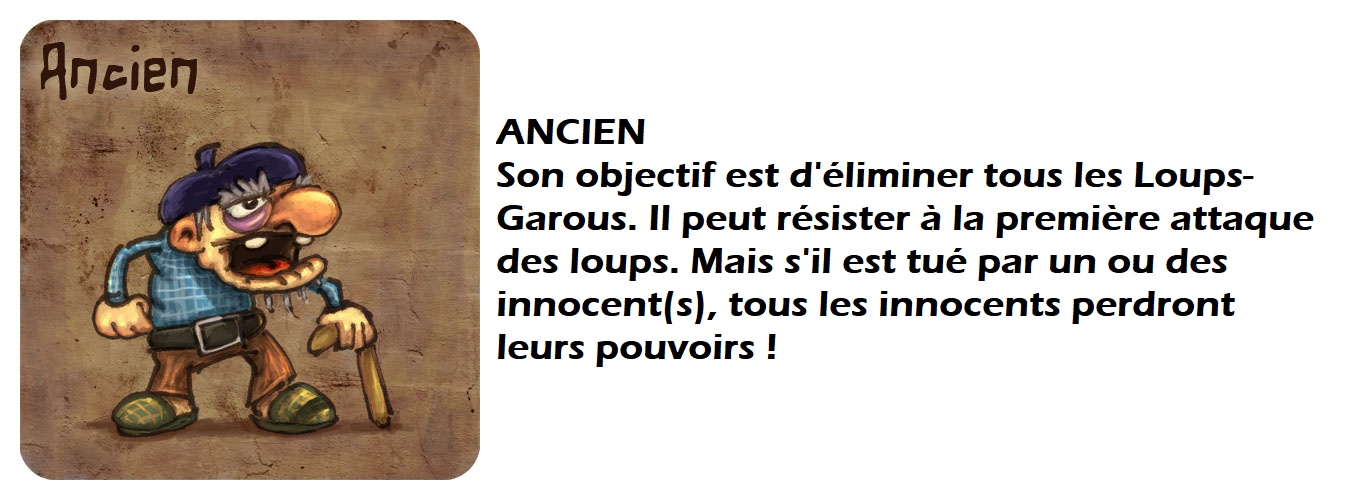 Ancien
ANCIEN
Son objectif est d'éliminer tous les Loups-
Garous. Il peut résister à la première attaque
des loups. Mais s'il est tué par un ou des
innocent(s), tous les innocents perdront
leurs pouvoirs !